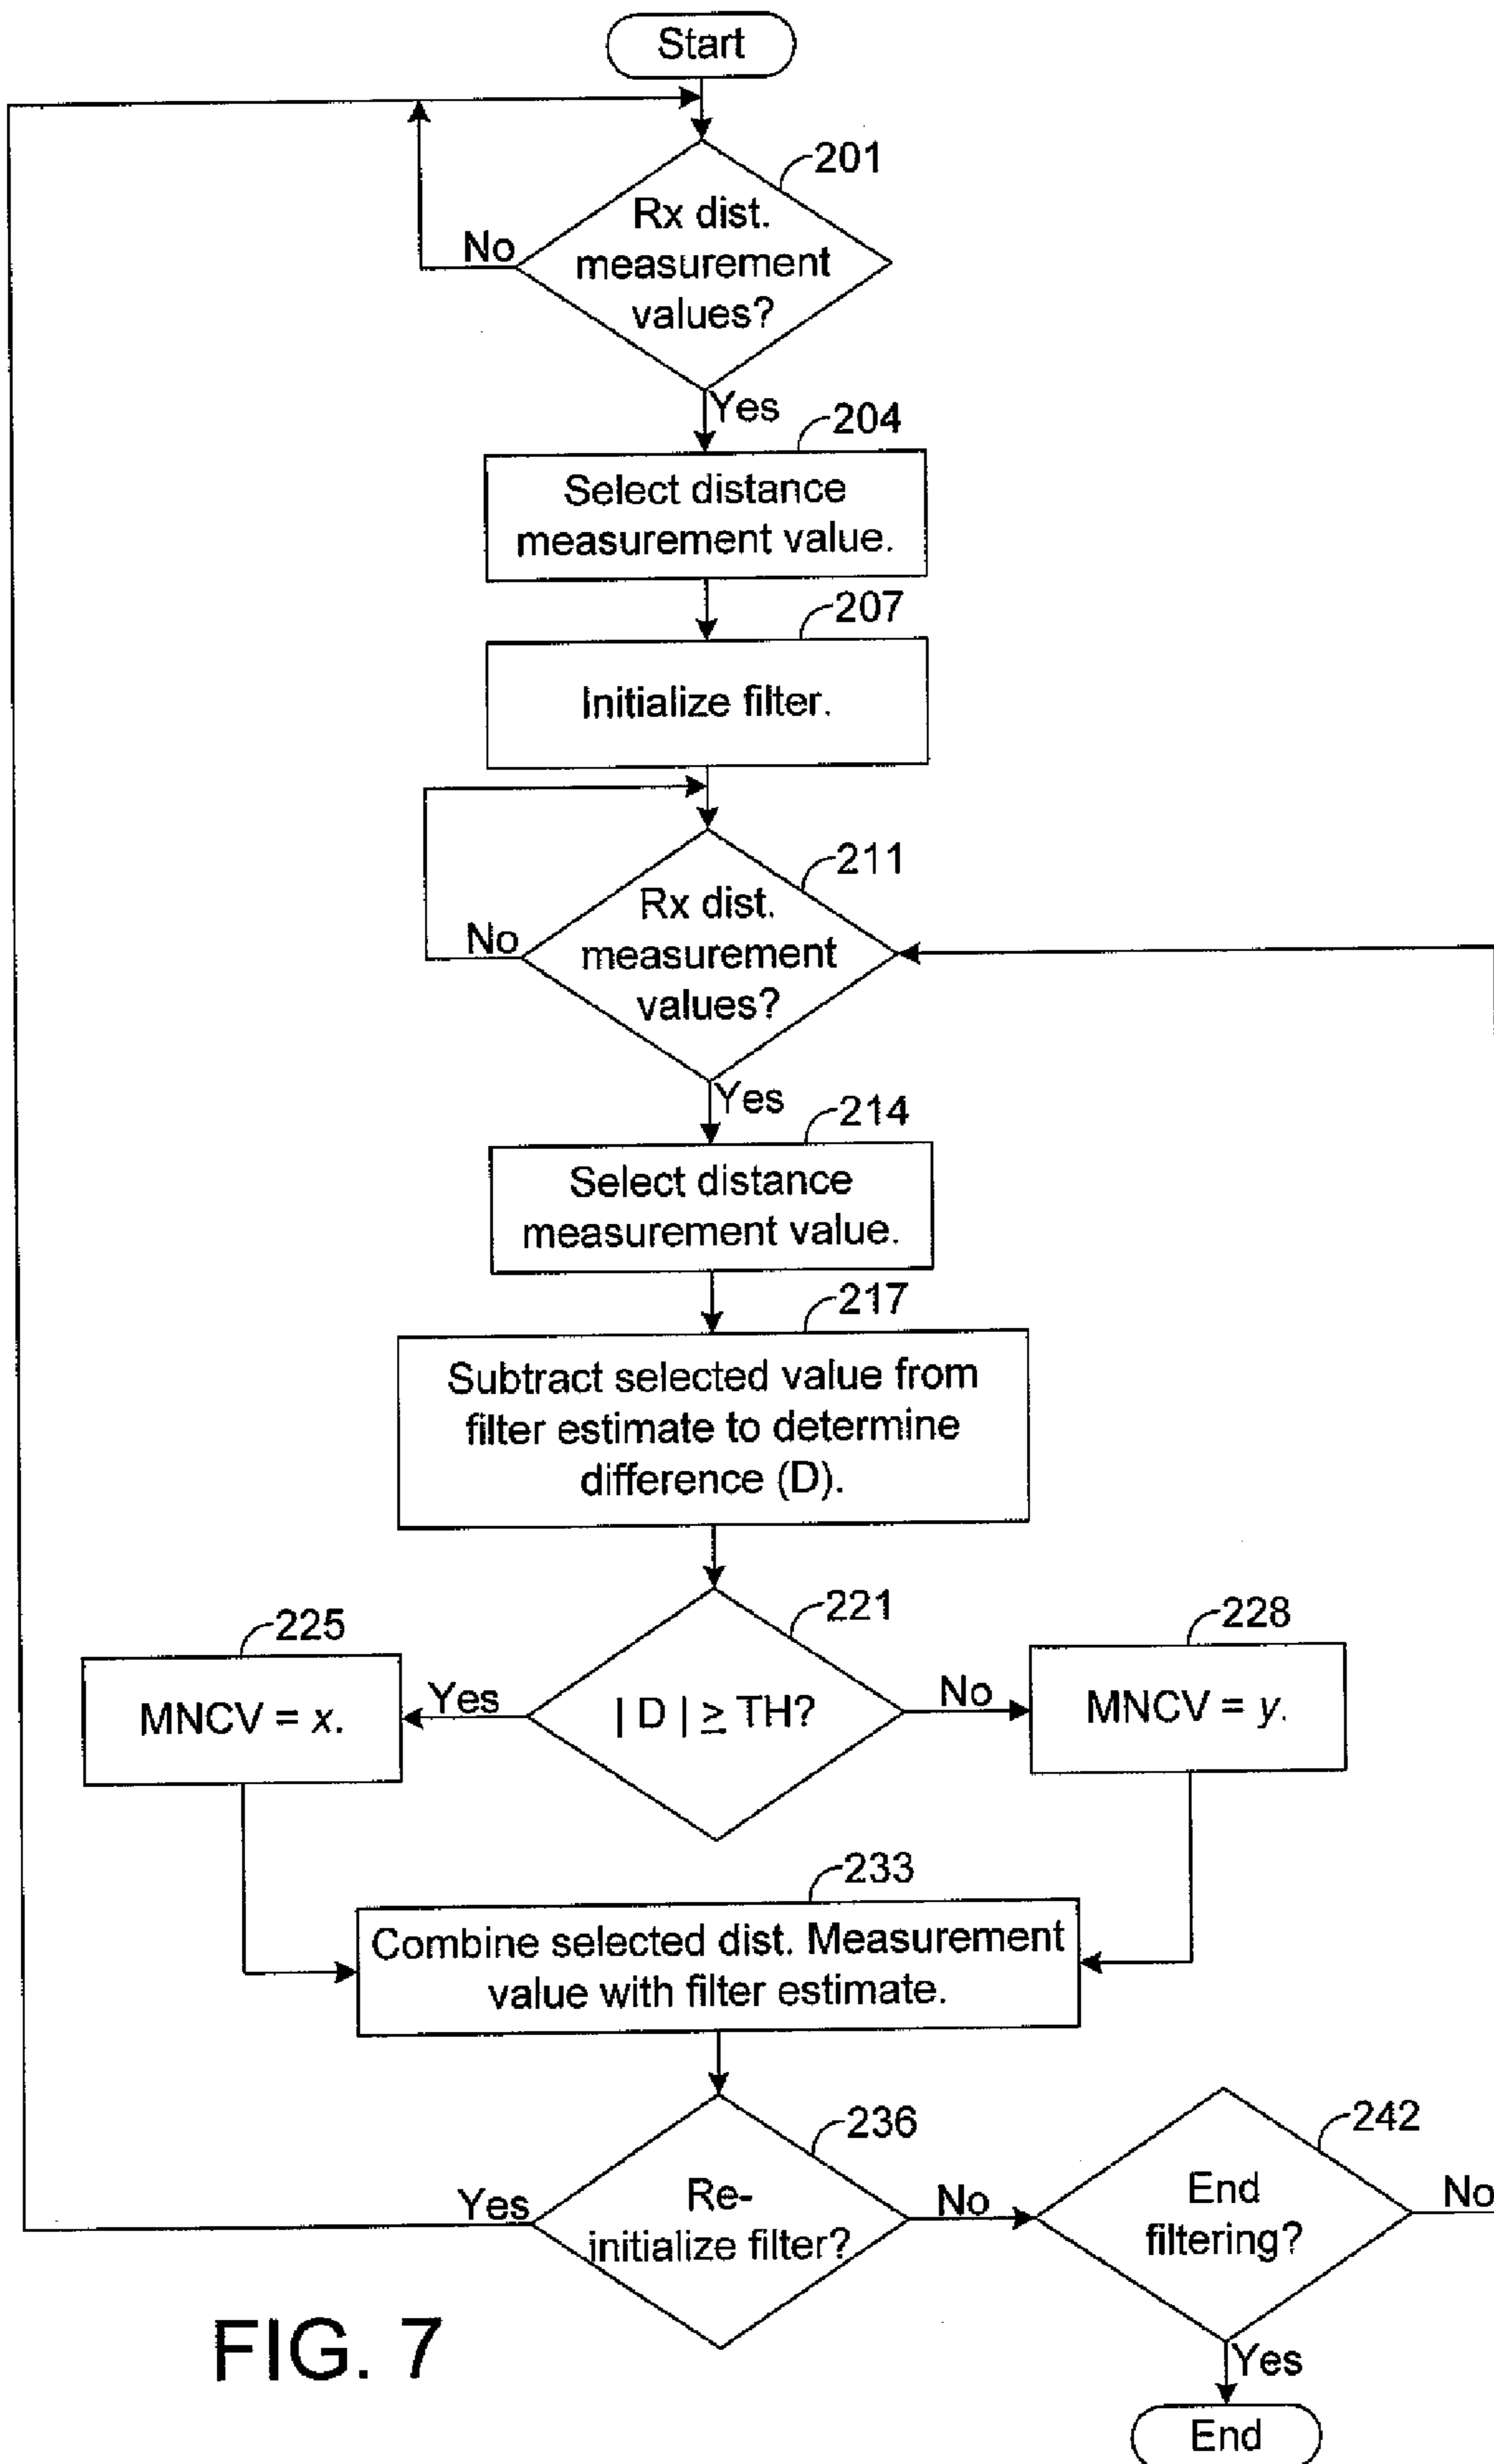 Start
201
Rx dist.
measurement
values?
No
Yes
204
Select distance
measurement value.
207
Initialize filter.
211
Rx dist.
measurement
values?
No
Yes
214
Select distance
measurement value.
217
Subtract selected value from
filter estimate to determine
difference (D).
221
| D | ≥ TH?
Yes
No
225
MNCV = x.
228
MNCV = y.
233
Combine selected dist. Measurement
value with filter estimate.
236
Re-
initialize filter?
Yes
No
242
End
filtering?
No
Yes
End
FIG. 7